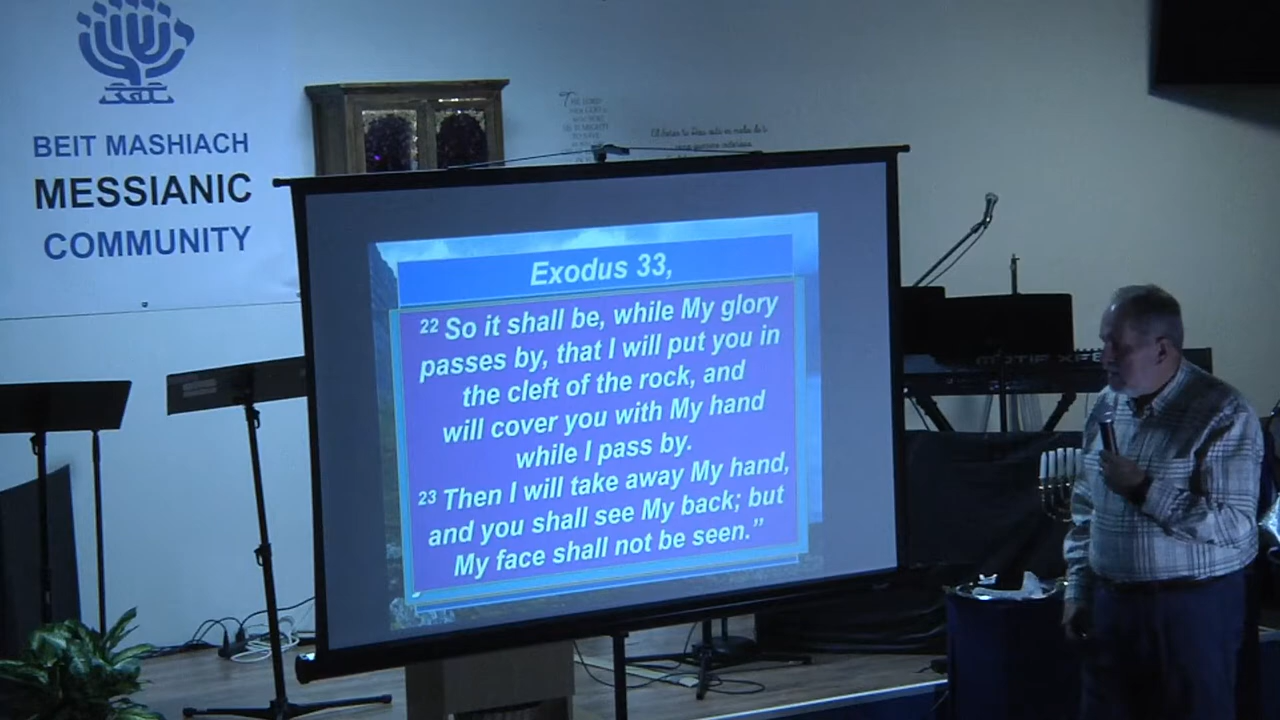 BEIT MASHIACH
MESSIANIC
COMMUNITY
Exodus 33,
22 So it shall be, while My glory
passes by, that I will put you in
the cleft of the rock, and
will cover you with My hand
while I pass by.
23 Then I will take away My hand,
and you shall see My back; but
My face shall not be seen.”